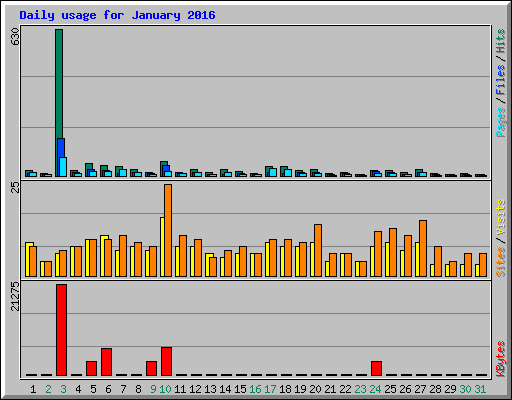 Daily usage for January 2016
630
Pages / Files / Hits
25
Sites / Visits
21275
KBytes
1 2 3 4 5 6 7 8 9 10 11 12 13 14 15 16 17 18 19 20 21 22 23 24 25 26 27 28 29 30 31